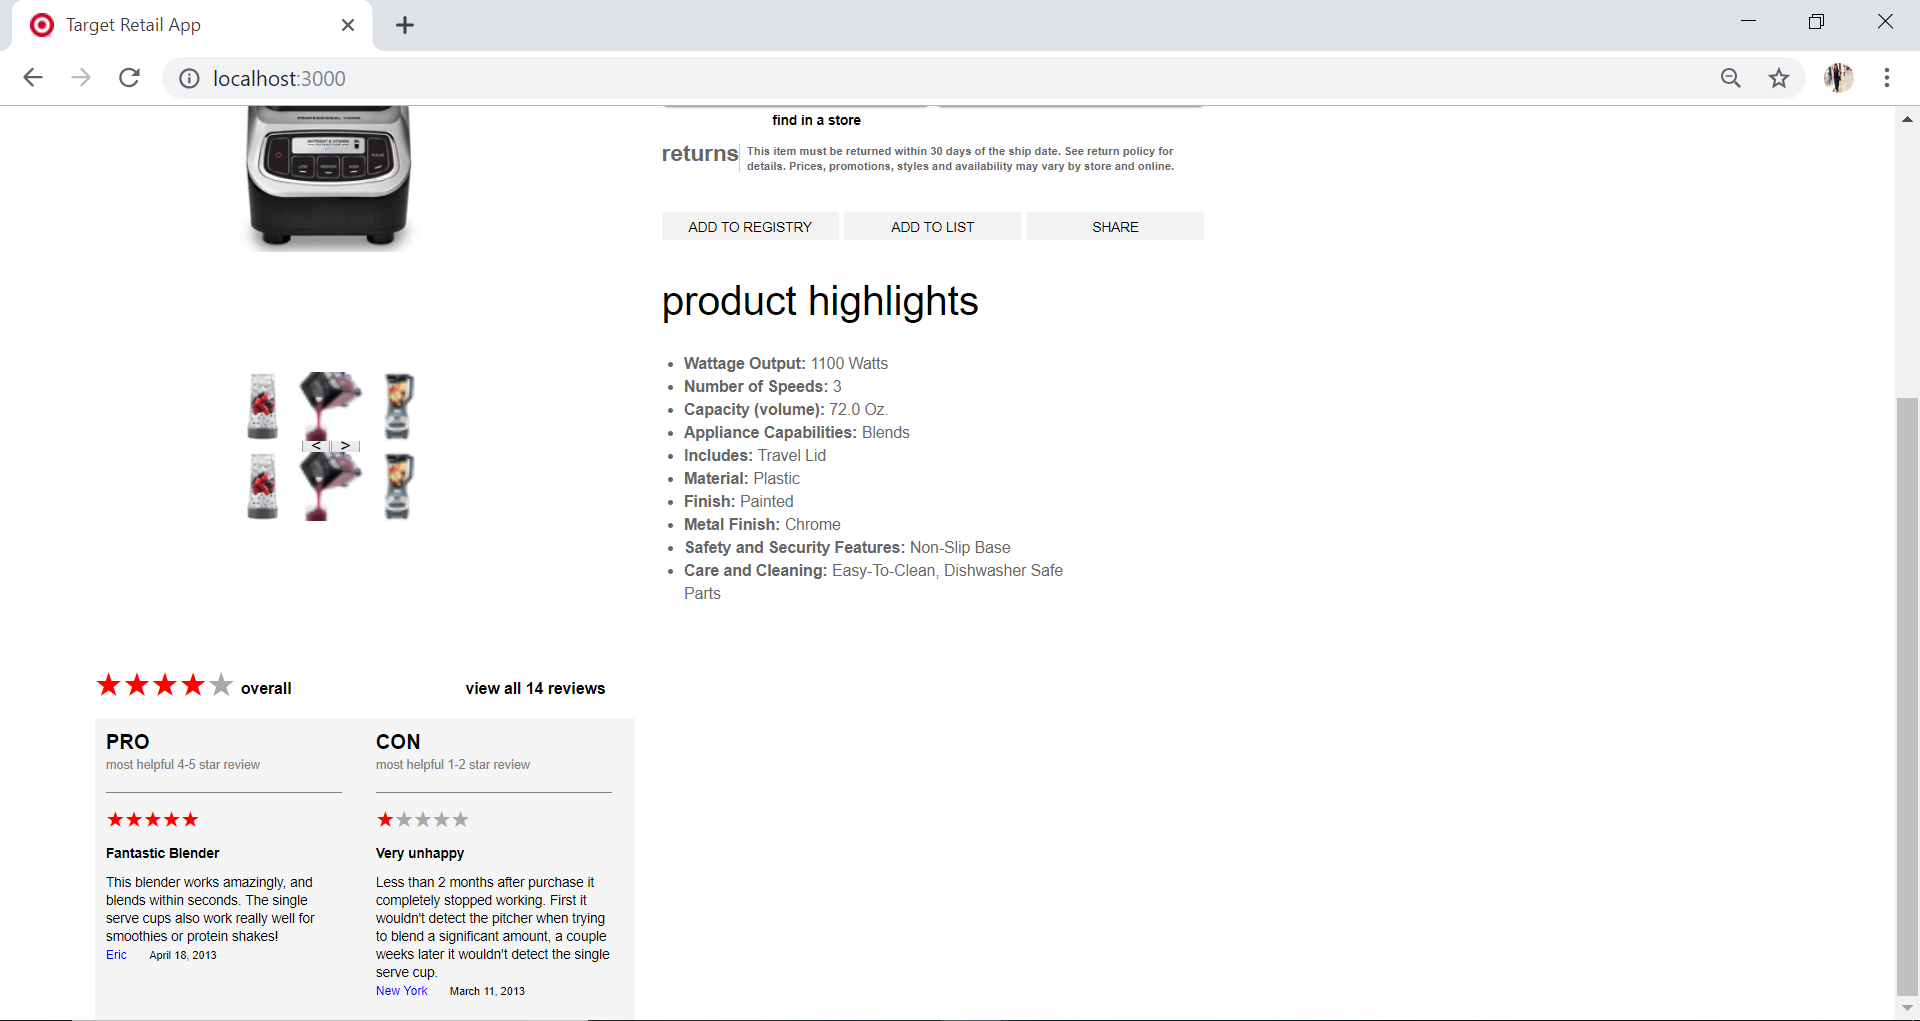 Target Retail App
localhost:3000
PROFESSIONAL 1100W
NUTRIENT & VITAMIN
EXTRACTION
LOW
MEDIUM
HIGH
PULSE
find in a store
returns
This item must be returned within 30 days of the ship date. See return policy for
details. Prices, promotions, styles and availability may vary by store and online.
ADD TO REGISTRY
ADD TO LIST
SHARE
product highlights
Wattage Output: 1100 Watts
Number of Speeds: 3
Capacity (volume): 72.0 Oz.
Appliance Capabilities: Blends
Includes: Travel Lid
Material: Plastic
Finish: Painted
Metal Finish: Chrome
Safety and Security Features: Non-Slip Base
Care and Cleaning: Easy-To-Clean, Dishwasher Safe
Parts
< >
overall
view all 14 reviews
PRO
most helpful 4-5 star review
Fantastic Blender
This blender works amazingly, and
blends within seconds. The single
serve cups also work really well for
smoothies or protein shakes!
Eric April 18, 2013
CON
most helpful 1-2 star review
Very unhappy
Less than 2 months after purchase it
completely stopped working. First it
wouldn't detect the pitcher when trying
to blend a significant amount, a couple
weeks later it wouldn't detect the single
serve cup.
New York March 11, 2013